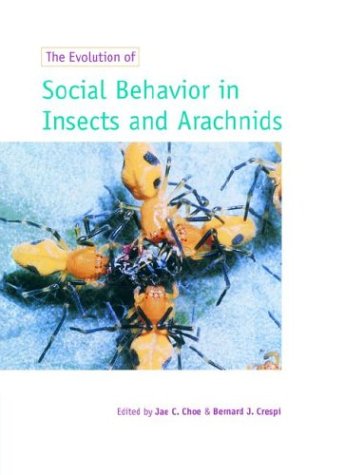 The Evolution of
Social Behavior in
Insects and Arachnids
Edited by Jae C. Choe & Bernard J. Crespi